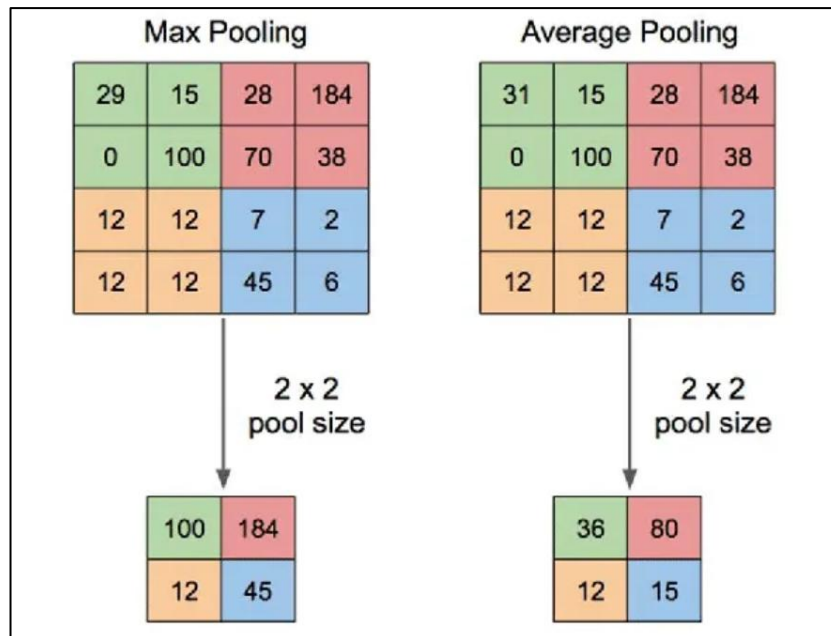 Max Pooling
29 15 28 184
0 100 70 38
12 12 7 2
12 12 45 6
2 x 2
pool size
100 184
12 45
Average Pooling
31 15 28 184
0 100 70 38
12 12 7 2
12 12 45 6
2 x 2
pool size
36 80
12 15